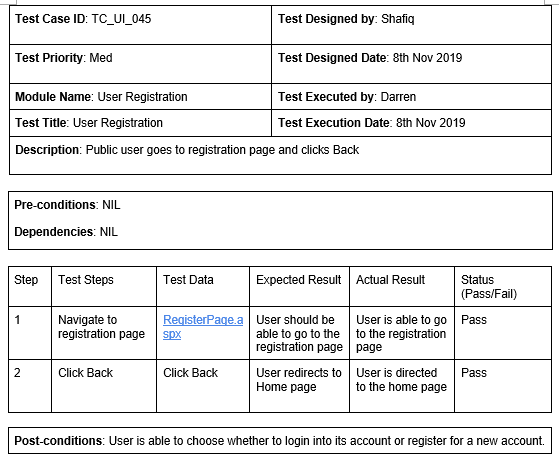 Test Case ID: TC_UI_045
Test Designed by: Shafiq
Test Priority: Med
Test Designed Date: 8th Nov 2019
Module Name: User Registration
Test Executed by: Darren
Test Title: User Registration
Test Execution Date: 8th Nov 2019
Description: Public user goes to registration page and clicks Back
Pre-conditions: NIL
Dependencies: NIL
Step
Test Steps
Test Data
Expected Result
Actual Result
Status
(Pass/Fail)
1
Navigate to
registration page
RegisterPage.a
spx
User should be
able to go to the
registration page
User is able to go
to the registration
page
Pass
2
Click Back
Click Back
User redirects to
Home page
User is directed
to the home page
Pass
Post-conditions: User is able to choose whether to login into its account or register for a new account.